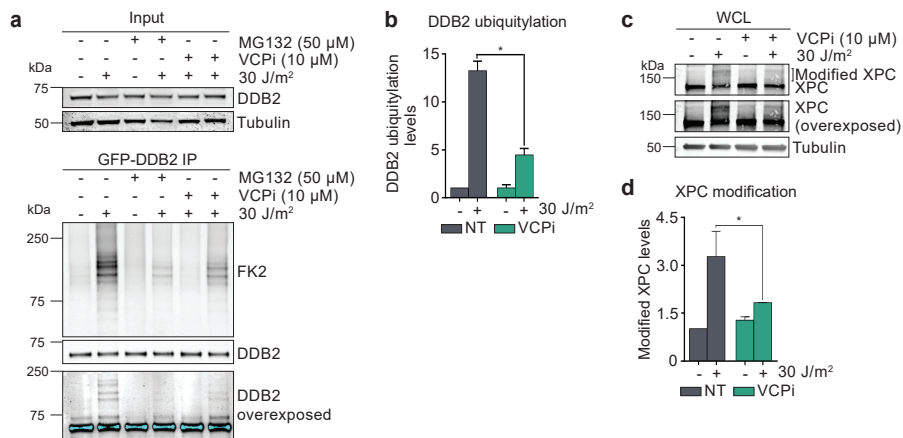 a
Input
- - + + - - MG132 (50 µM)
- - - - + + VCPi (10 µM)
- + - + - + 30 J/m²
kDa
75
DDB2
50
Tubulin
GFP-DDB2 IP
- - + + - - MG132 (50 µM)
- - - - + + VCPi (10 µM)
- + - + - + 30 J/m²
kDa
250
FK2
75
75
DDB2
250
DDB2
overexposed
75
b
DDB2 ubiquitylation
DDB2 ubiquitylation
levels
15
10
5
0
*
- + - + 30 J/m²
NT VCPi
c
WCL
- - + + VCPi (10 µM)
- + - + 30 J/m²
kDa
150
Modified XPC
XPC
150
XPC
(overexposed)
50
Tubulin
d
XPC modification
Modified XPC levels
4.5
3.0
1.5
0.0
*
- + - + 30 J/m²
NT VCPi